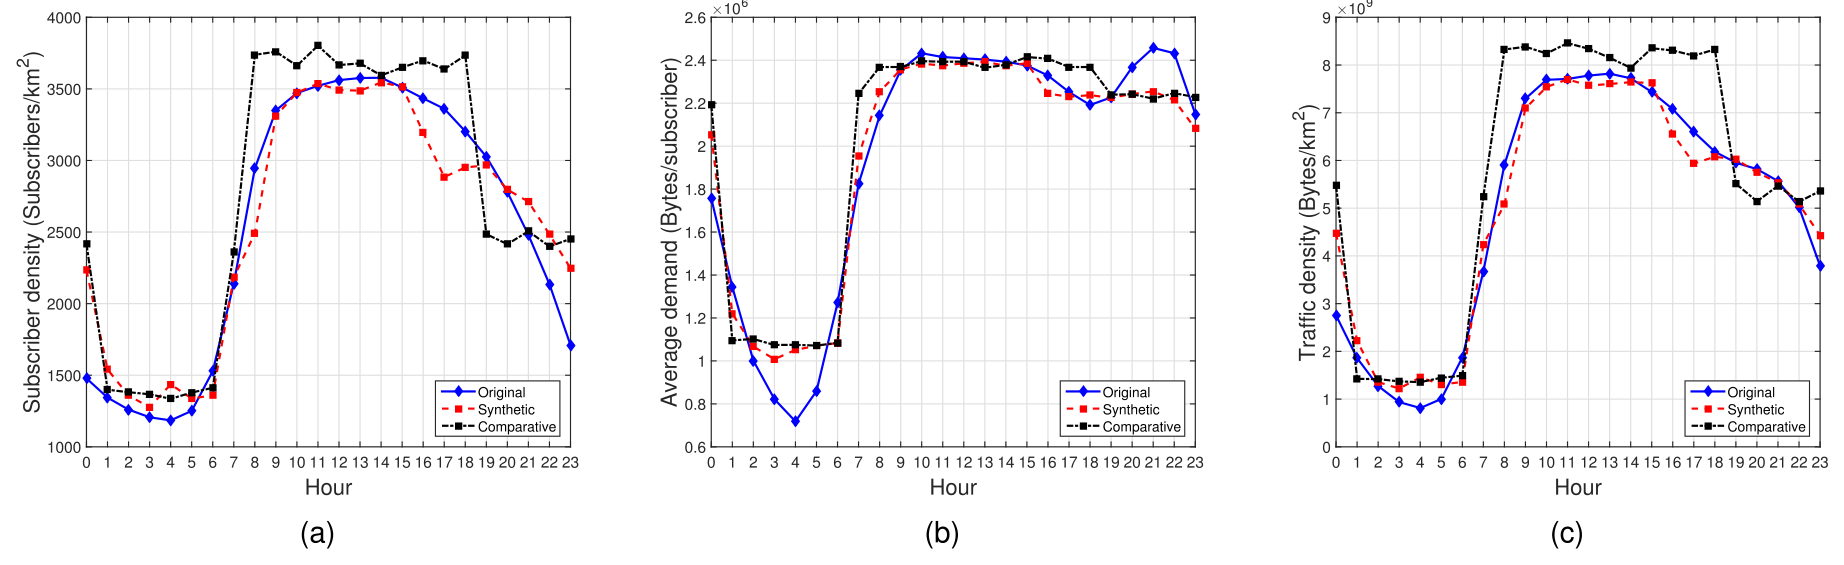 4000
3500
3000
2500
2000
1500
1000
Subscriber density (Subscribers/km²)
0 1 2 3 4 5 6 7 8 9 10 11 12 13 14 15 16 17 18 19 20 21 22 23
Hour
Original
Synthetic
Comparative
(a)
×10⁶
2.6
2.4
2.2
2
1.8
1.6
1.4
1.2
1
0.8
0.6
Average demand (Bytes/subscriber)
0 1 2 3 4 5 6 7 8 9 10 11 12 13 14 15 16 17 18 19 20 21 22 23
Hour
Original
Synthetic
Comparative
(b)
×10⁹
9
8
7
6
5
4
3
2
1
0
Traffic density (Bytes/km²)
0 1 2 3 4 5 6 7 8 9 10 11 12 13 14 15 16 17 18 19 20 21 22 23
Hour
Original
Synthetic
Comparative
(c)